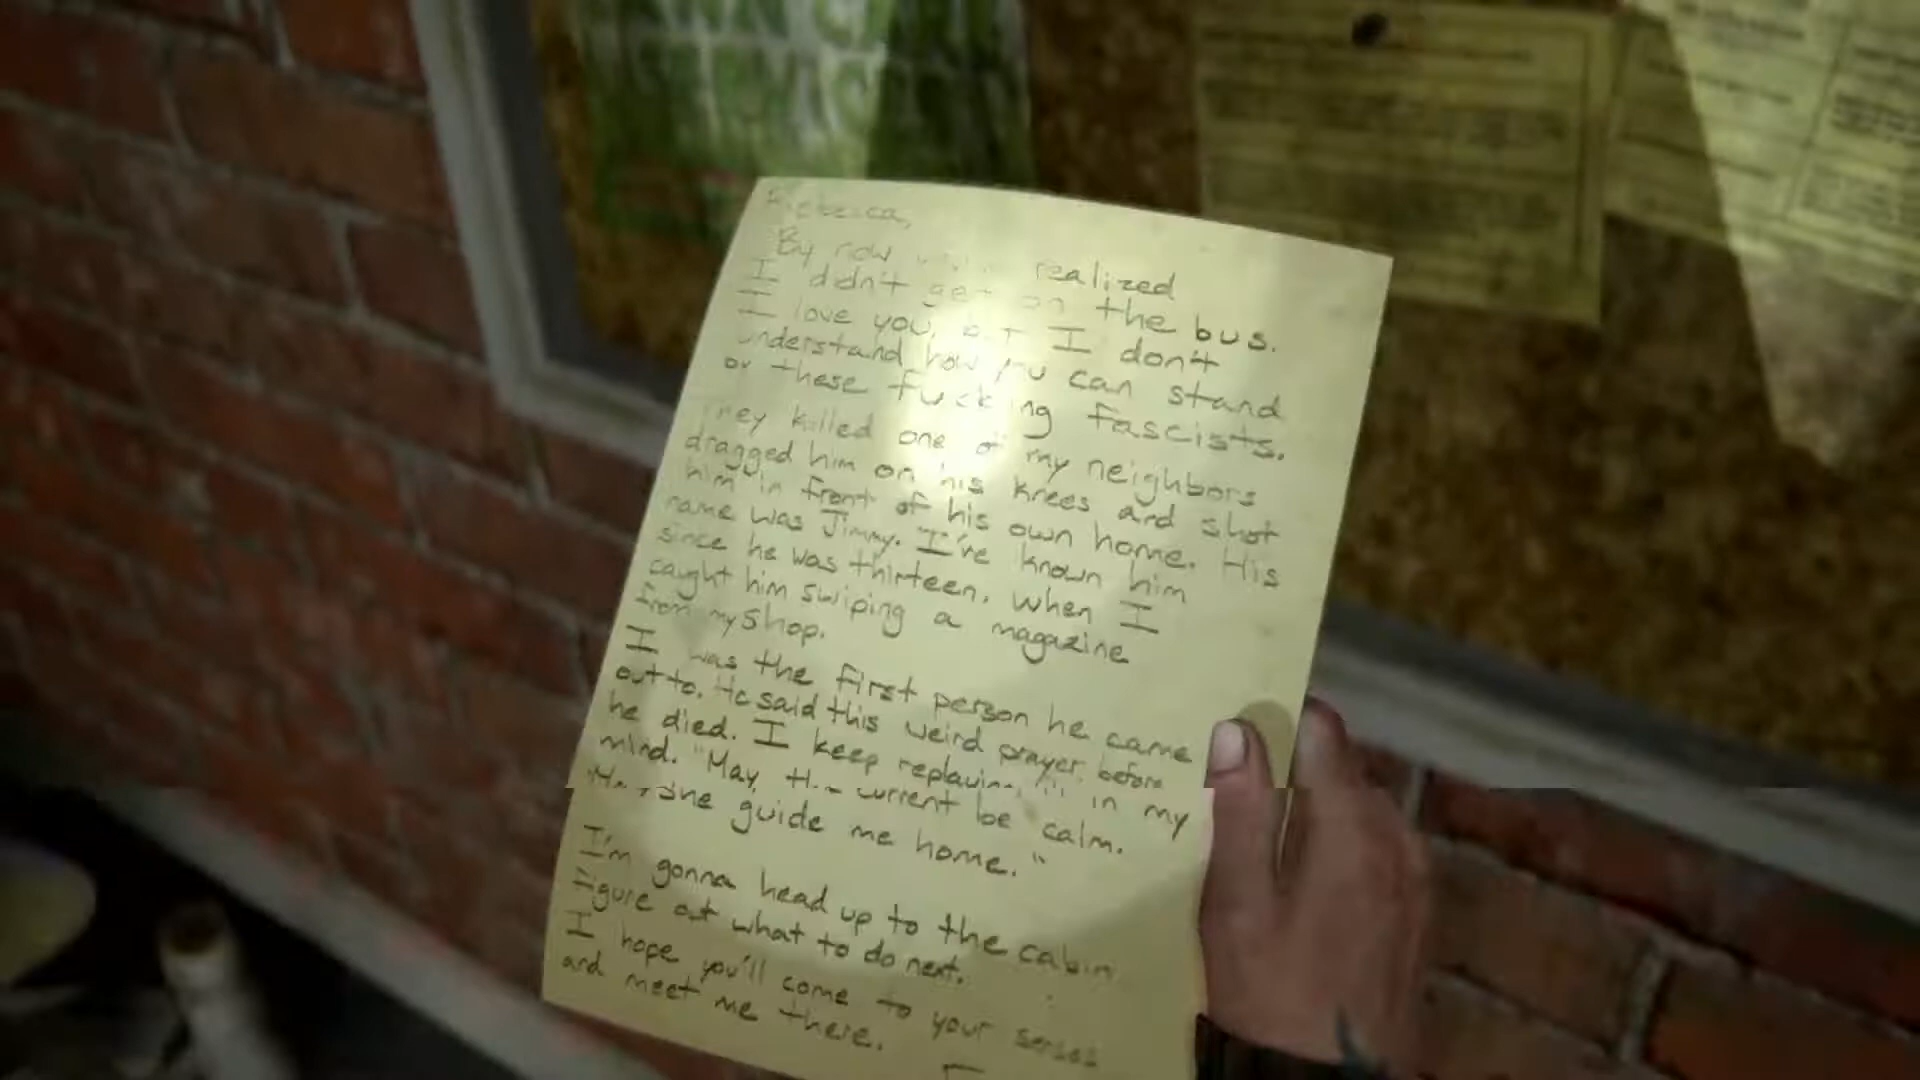 Rebecca,
By now realized
I didn't get on the bus.
I love you, but I don't
understand how you can stand
by these fucking fascists.
They killed one of my neighbors
dragged him on his knees and shot
him in front of his own home. His
name was Jimmy. I've known him
since he was thirteen. When I
caught him swiping a magazine
from my shop.
I was the first person he came
out to. He said this weird prayer before
he died. I keep replaying in my
mind. "May the current be calm.
guide me home."
I'm gonna head up to the cabin
figure out what to do next.
I hope you'll come to your senses
and meet me there.